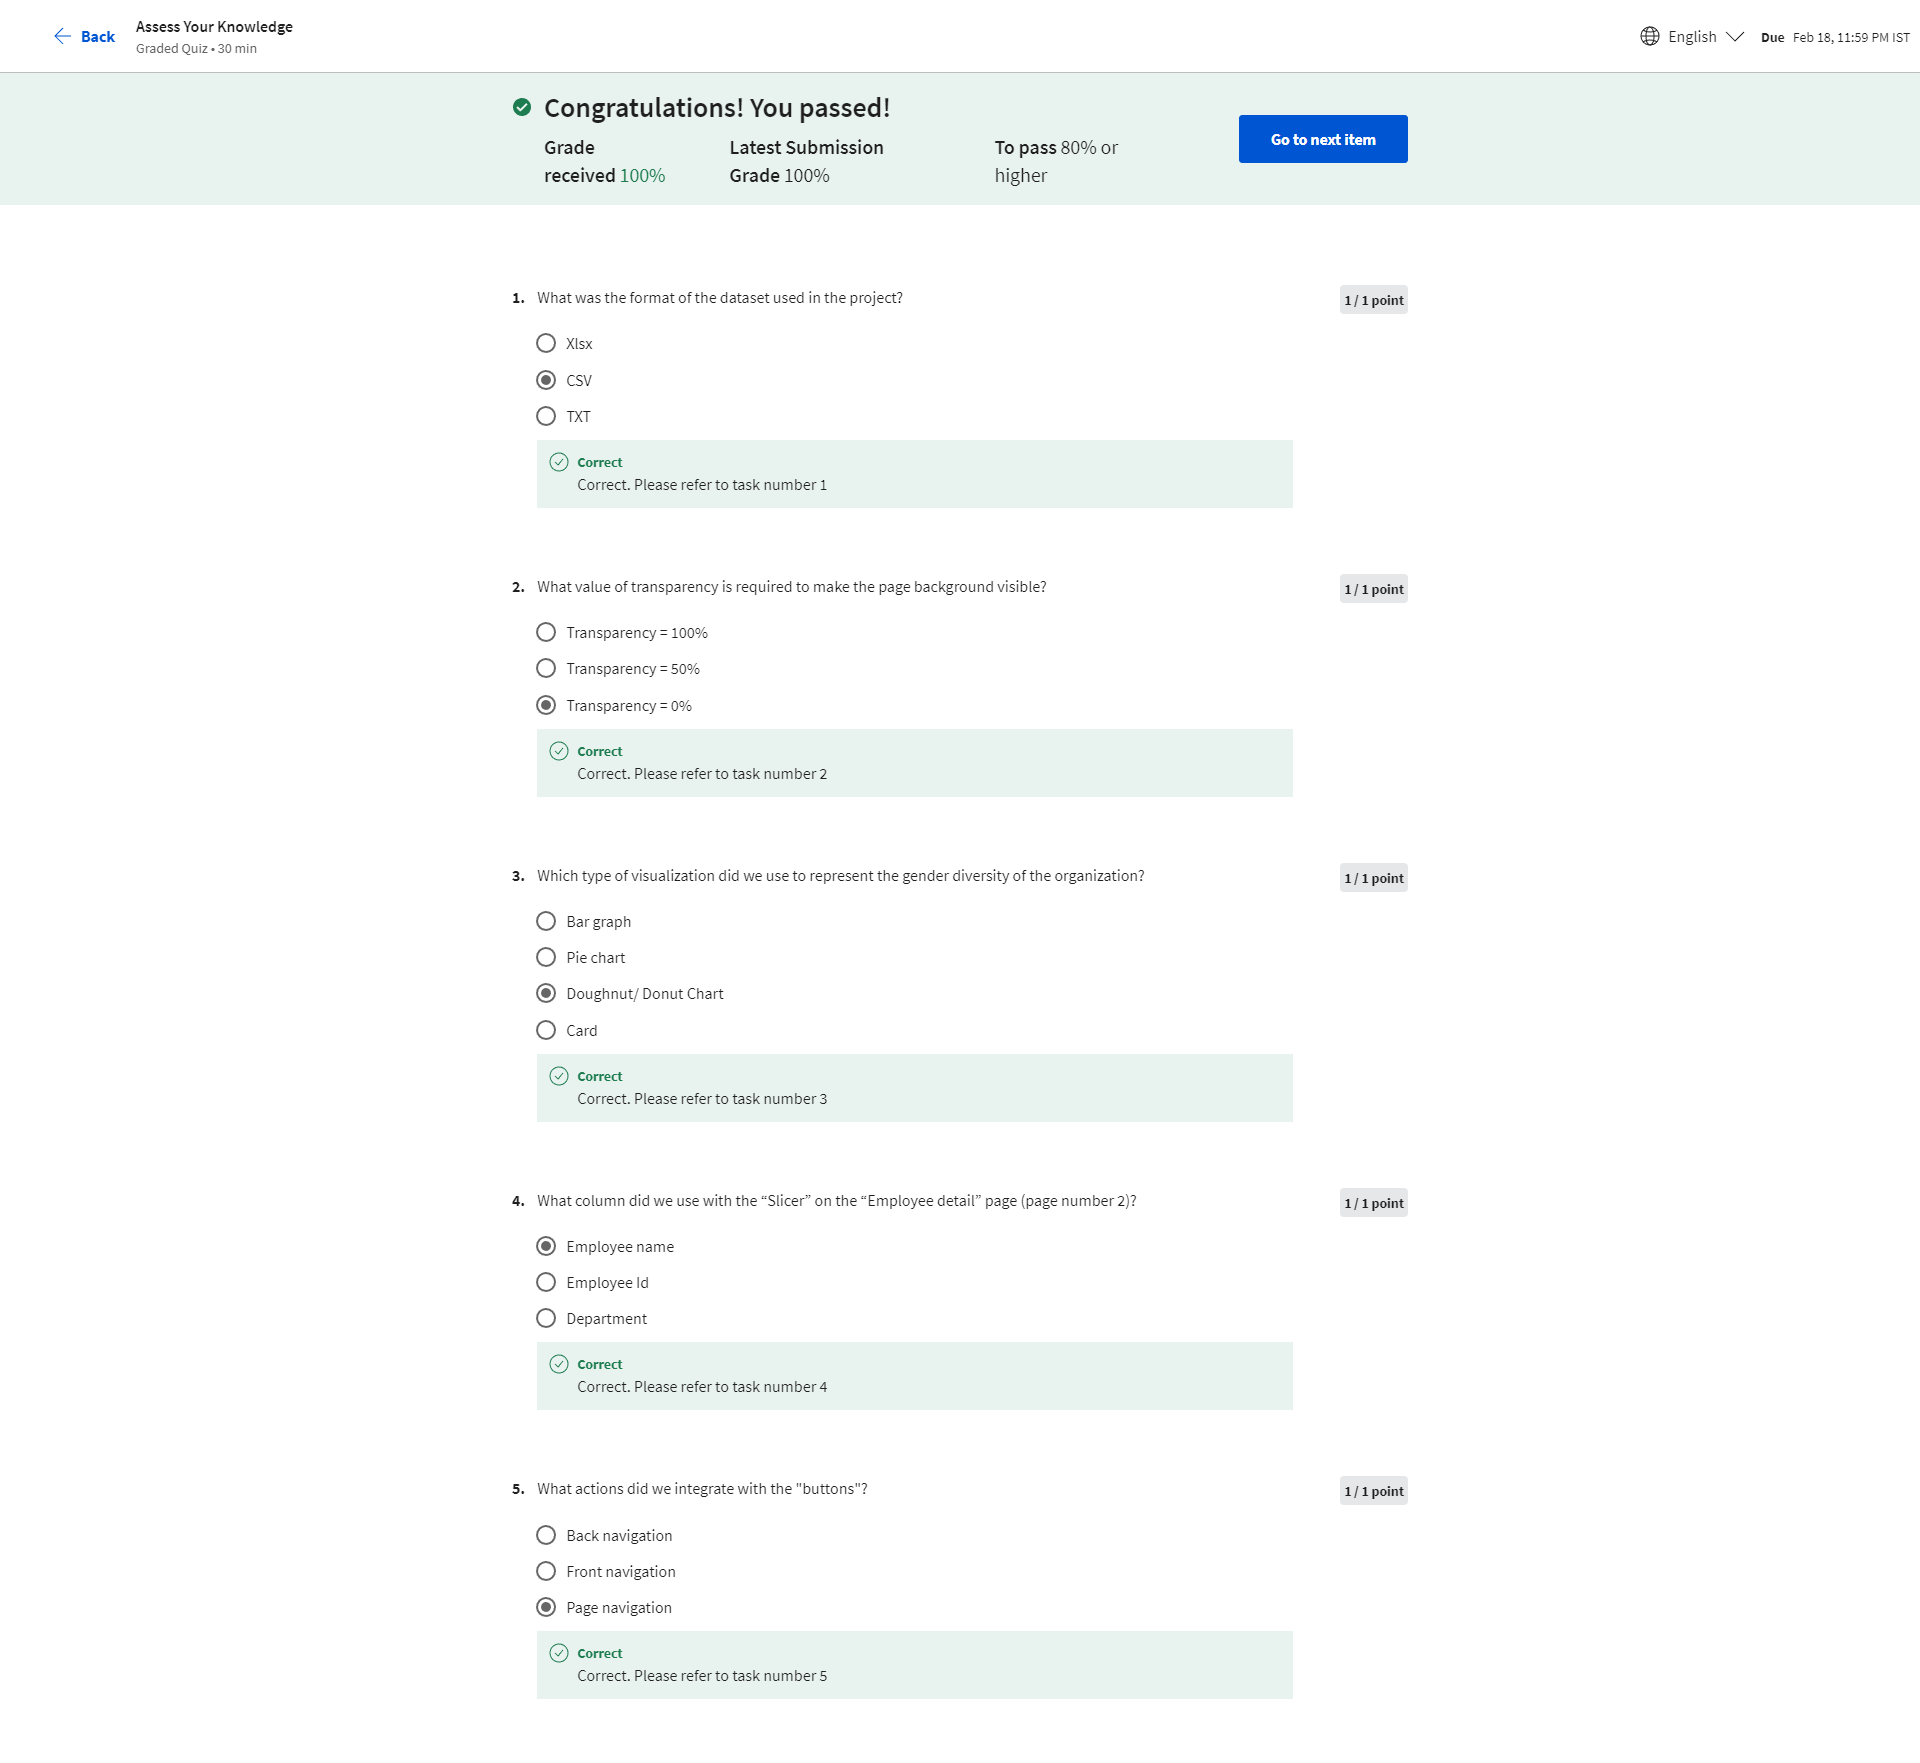 Back
Assess Your Knowledge
Graded Quiz • 30 min
English
Due Feb 18, 11:59 PM IST
Congratulations! You passed!
Grade
received 100%
Latest Submission
Grade 100%
To pass 80% or
higher
Go to next item
1. What was the format of the dataset used in the project?
1 / 1 point
Xlsx
CSV
TXT
Correct
Correct. Please refer to task number 1
2. What value of transparency is required to make the page background visible?
1 / 1 point
Transparency = 100%
Transparency = 50%
Transparency = 0%
Correct
Correct. Please refer to task number 2
3. Which type of visualization did we use to represent the gender diversity of the organization?
1 / 1 point
Bar graph
Pie chart
Doughnut/ Donut Chart
Card
Correct
Correct. Please refer to task number 3
4. What column did we use with the “Slicer” on the “Employee detail” page (page number 2)?
1 / 1 point
Employee name
Employee Id
Department
Correct
Correct. Please refer to task number 4
5. What actions did we integrate with the "buttons"?
1 / 1 point
Back navigation
Front navigation
Page navigation
Correct
Correct. Please refer to task number 5